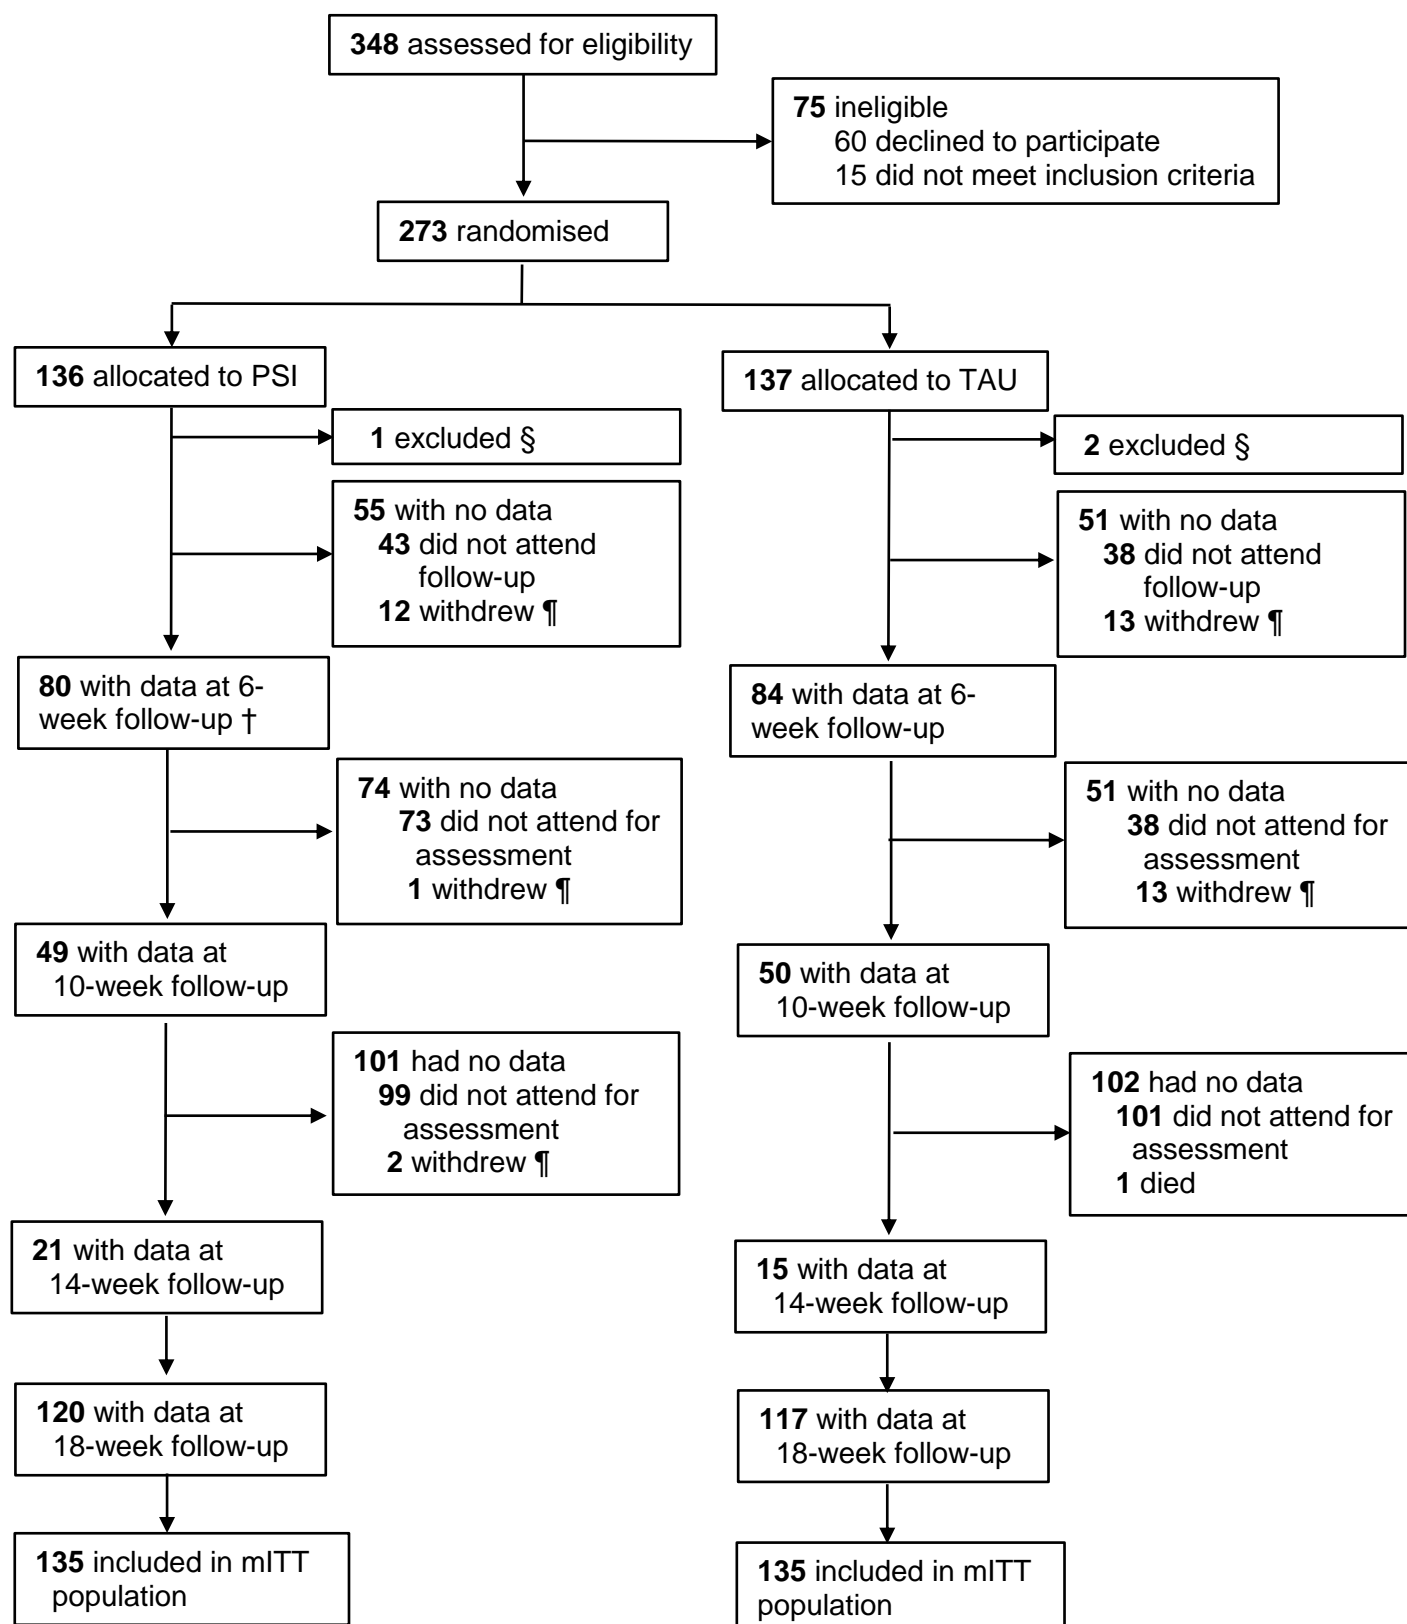 348 assessed for eligibility
75 ineligible
60 declined to participate
15 did not meet inclusion criteria
273 randomised
136 allocated to PSI
137 allocated to TAU
1 excluded §
2 excluded §
55 with no data
43 did not attend
follow-up
12 withdrew ¶
51 with no data
38 did not attend
follow-up
13 withdrew ¶
80 with data at 6-
week follow-up †
84 with data at 6-
week follow-up
74 with no data
73 did not attend for
assessment
1 withdrew ¶
51 with no data
38 did not attend for
assessment
13 withdrew ¶
49 with data at
10-week follow-up
50 with data at
10-week follow-up
101 had no data
99 did not attend for
assessment
2 withdrew ¶
102 had no data
101 did not attend for
assessment
1 died
21 with data at
14-week follow-up
15 with data at
14-week follow-up
120 with data at
18-week follow-up
117 with data at
18-week follow-up
135 included in mITT
population
135 included in mITT
population